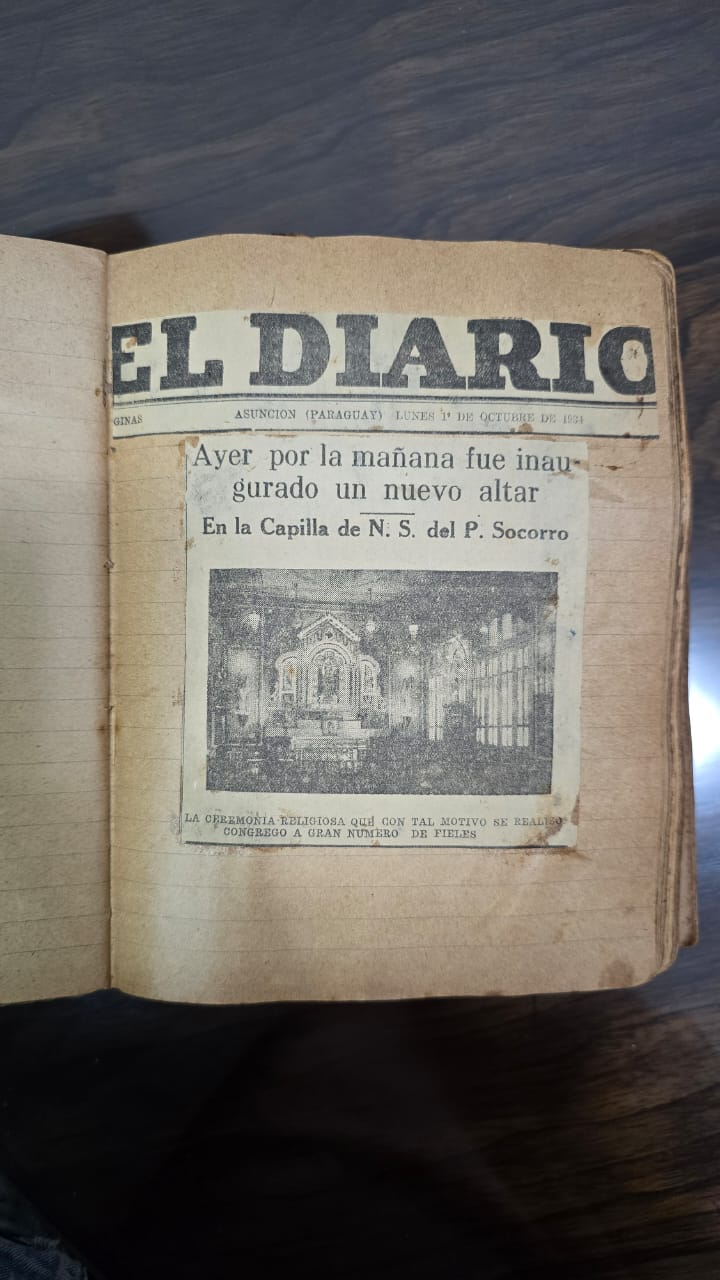 EL DIARIO
GINAS ASUNCION (PARAGUAY) LUNES 1º DE OCTUBRE DE 1934
Ayer por la mañana fue inau-
gurado un nuevo altar
En la Capilla de N. S. del P. Socorro
LA CEREMONIA RELIGIOSA QUE CON TAL MOTIVO SE REALIZO
CONGREGO A GRAN NUMERO DE FIELES